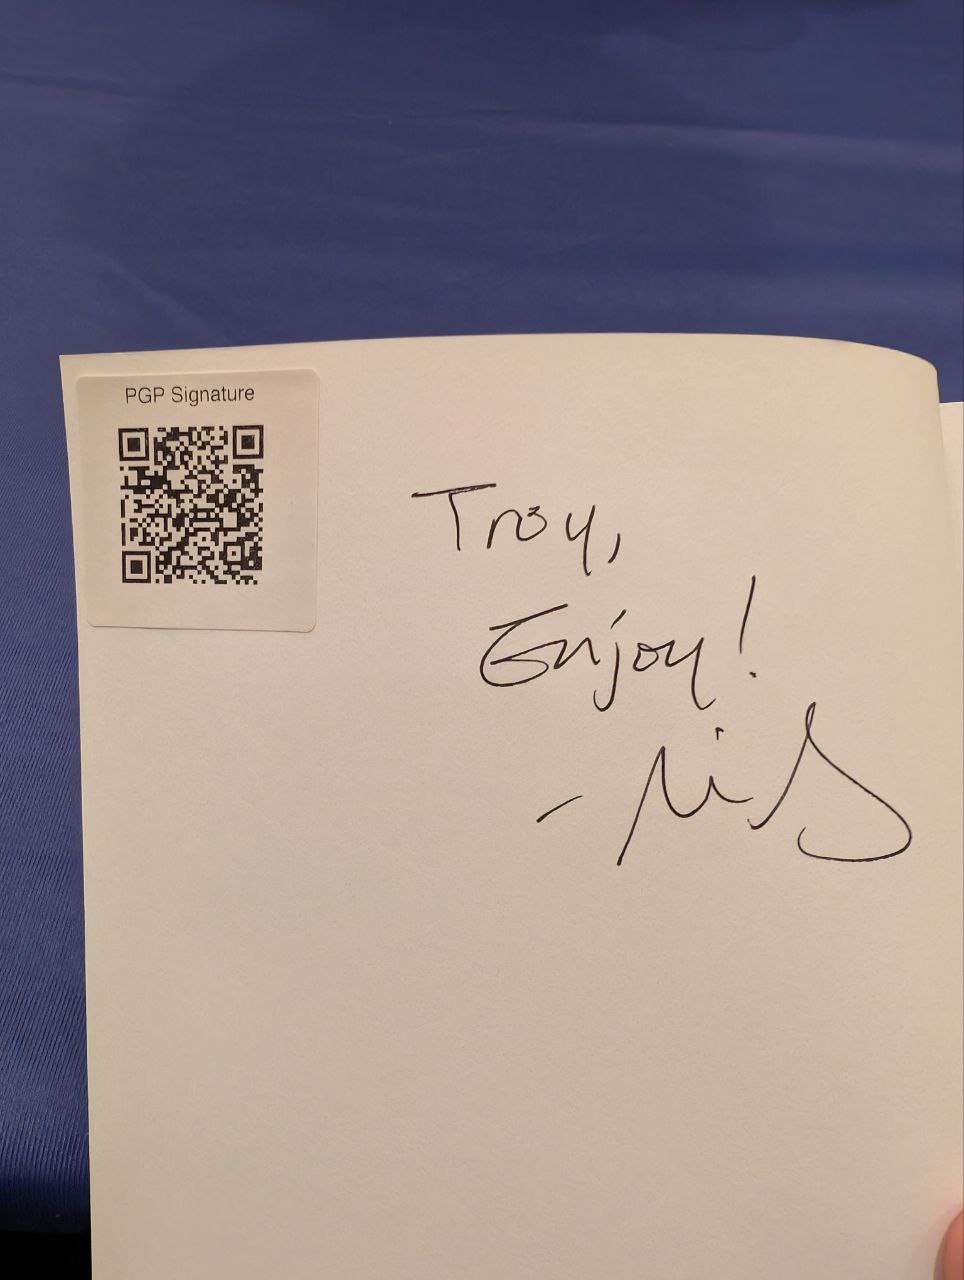 PGP Signature
Troy,
Enjoy!